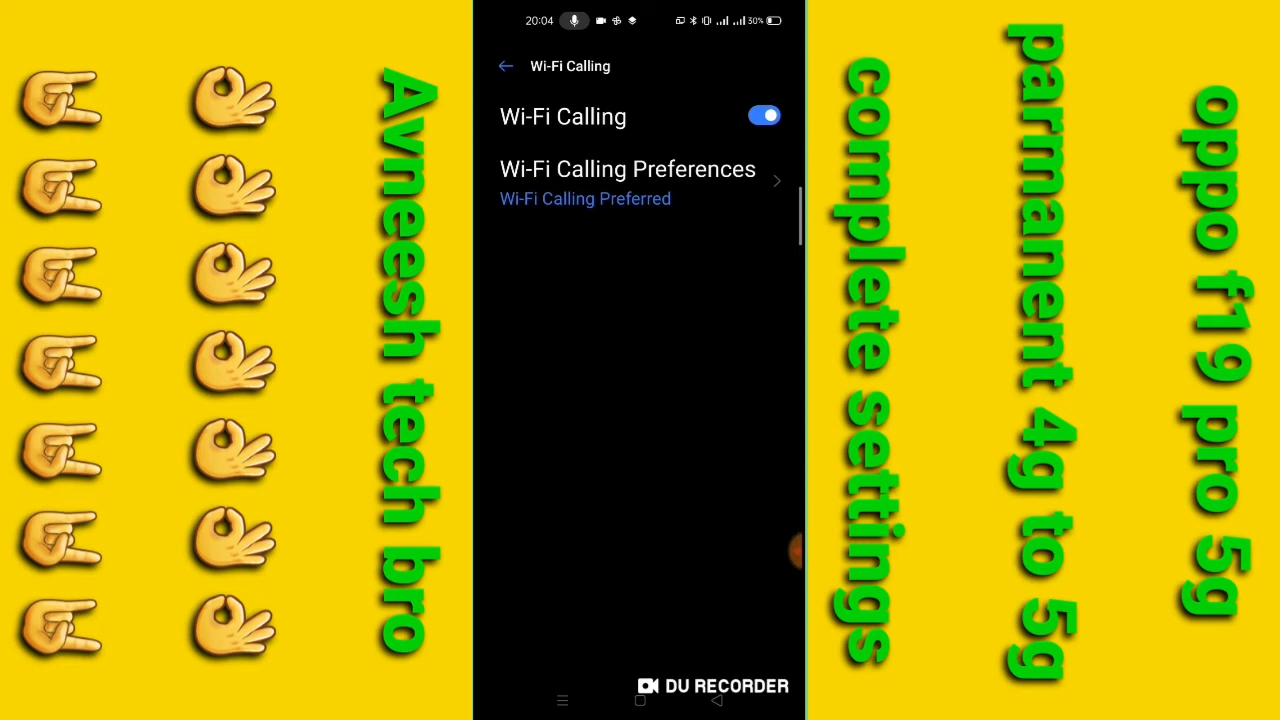 Avneesh tech bro
20:04
30%
Wi-Fi Calling
Wi-Fi Calling
Wi-Fi Calling Preferences
Wi-Fi Calling Preferred
DU RECORDER
oppo f19 pro 5g
parmanent 4g to 5g
complete settings